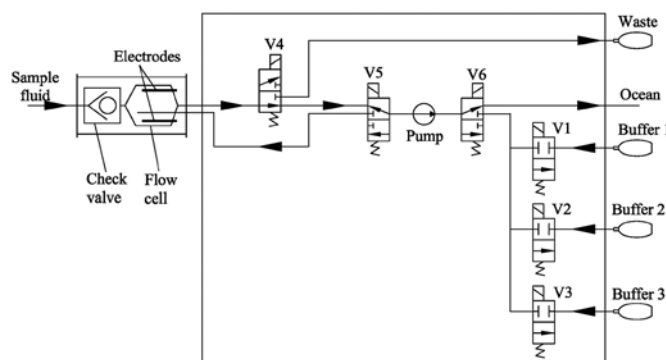 Waste
V4
Electrodes
Sample
fluid
V5
V6
Ocean
Pump
V1
Buffer 1
Check
valve
Flow
cell
V2
Buffer 2
V3
Buffer 3